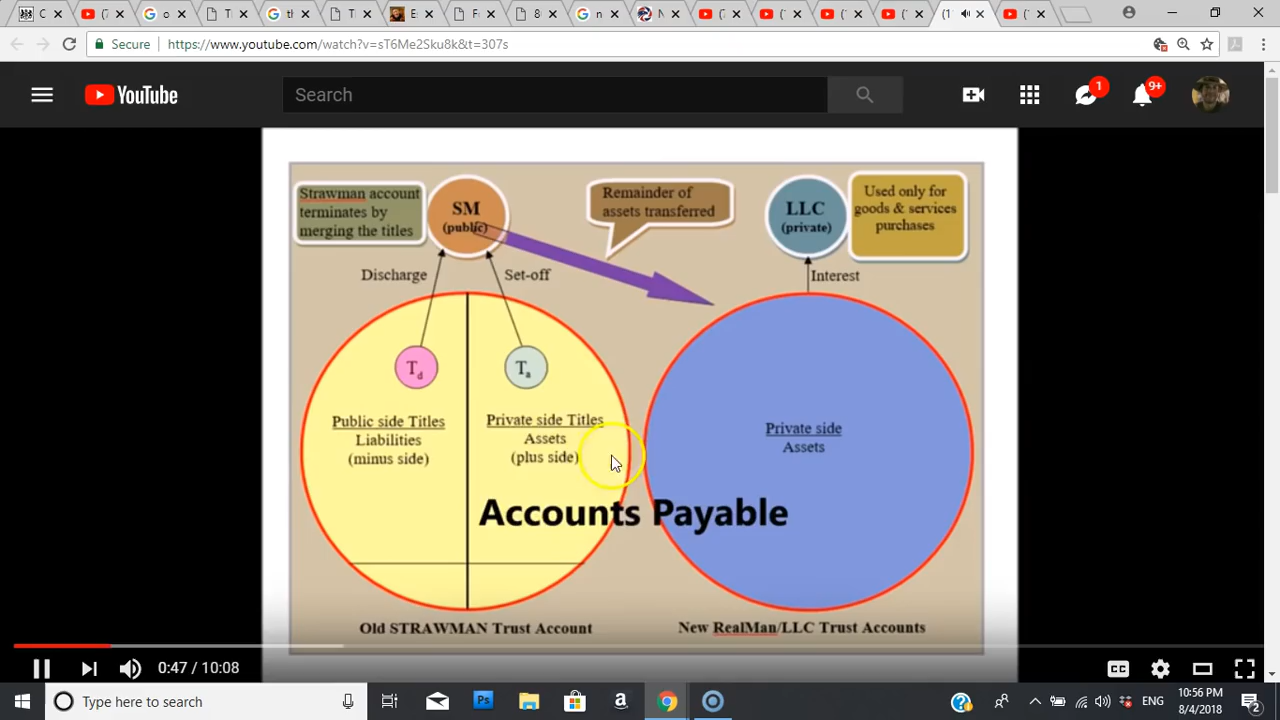 Secure
https://www.youtube.com/watch?v=sT6Me2Sku8k&t=307s
YouTube
Search
1
9+
Strawman account
terminates by
merging the titles
SM
(public)
Remainder of
assets transferred
LLC
(private)
Used only for
goods & services
purchases
Discharge
Set-off
Interest
Td
Ta
Public side Titles
Liabilities
(minus side)
Private side Titles
Assets
(plus side)
Private side
Assets
Accounts Payable
Old STRAWMAN Trust Account
New RealMan/LLC Trust Accounts
0:47 / 10:08
CC
Type here to search
Ps
ENG
10:56 PM
8/4/2018
2